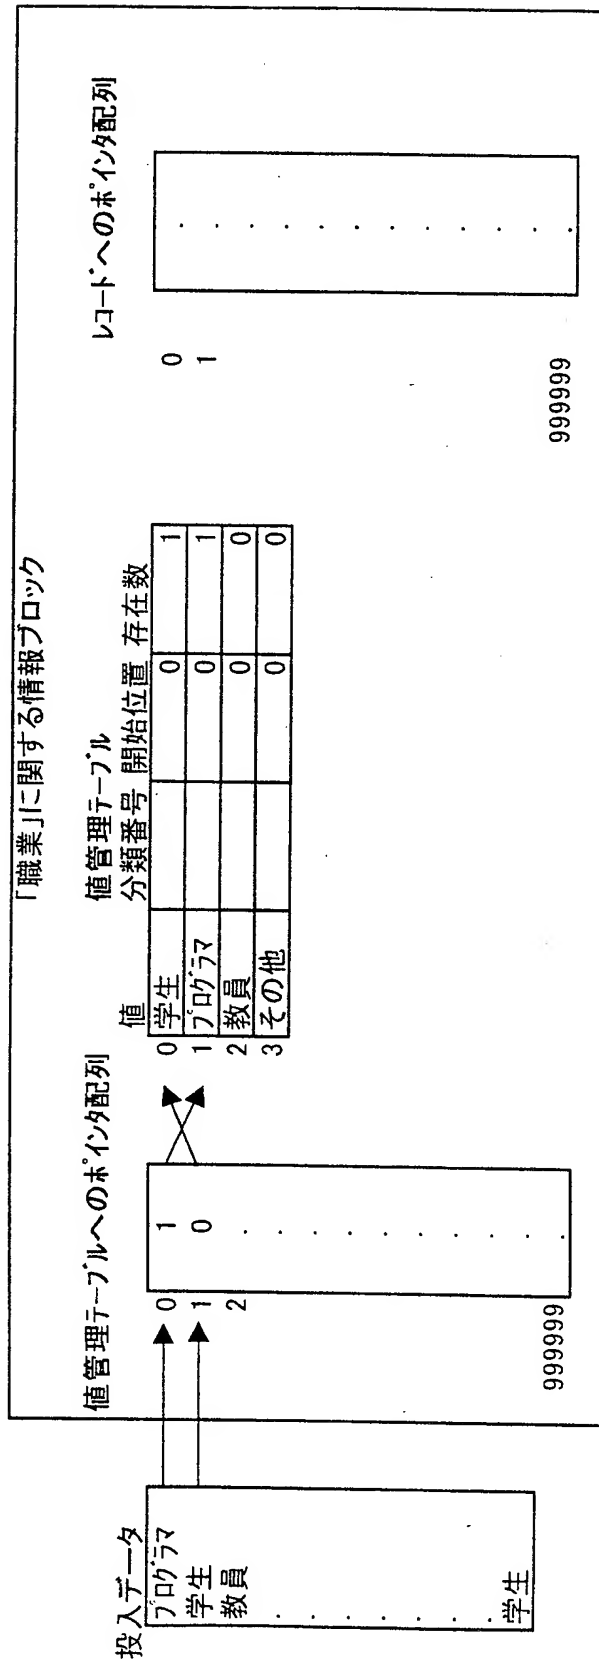 「職業」に関する情報ブロック
投入データ
プログラマ
学生
教員
学生
値管理テーブルへのポインタ配列
0 1
1 0
2
999999
値管理テーブル
値 分類番号 開始位置 存在数
0 学生 0 1
1 プログラマ 0 1
2 教員 0 0
3 その他 0 0
レコードへのポインタ配列
0
1
999999